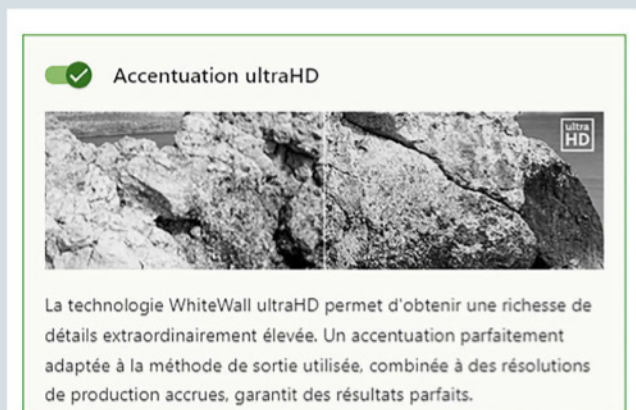 Accentuation ultraHD
ultra
HD
La technologie WhiteWall ultraHD permet d'obtenir une richesse de
détails extraordinairement élevée. Un accentuation parfaitement
adaptée à la méthode de sortie utilisée, combinée à des résolutions
de production accrues, garantit des résultats parfaits.